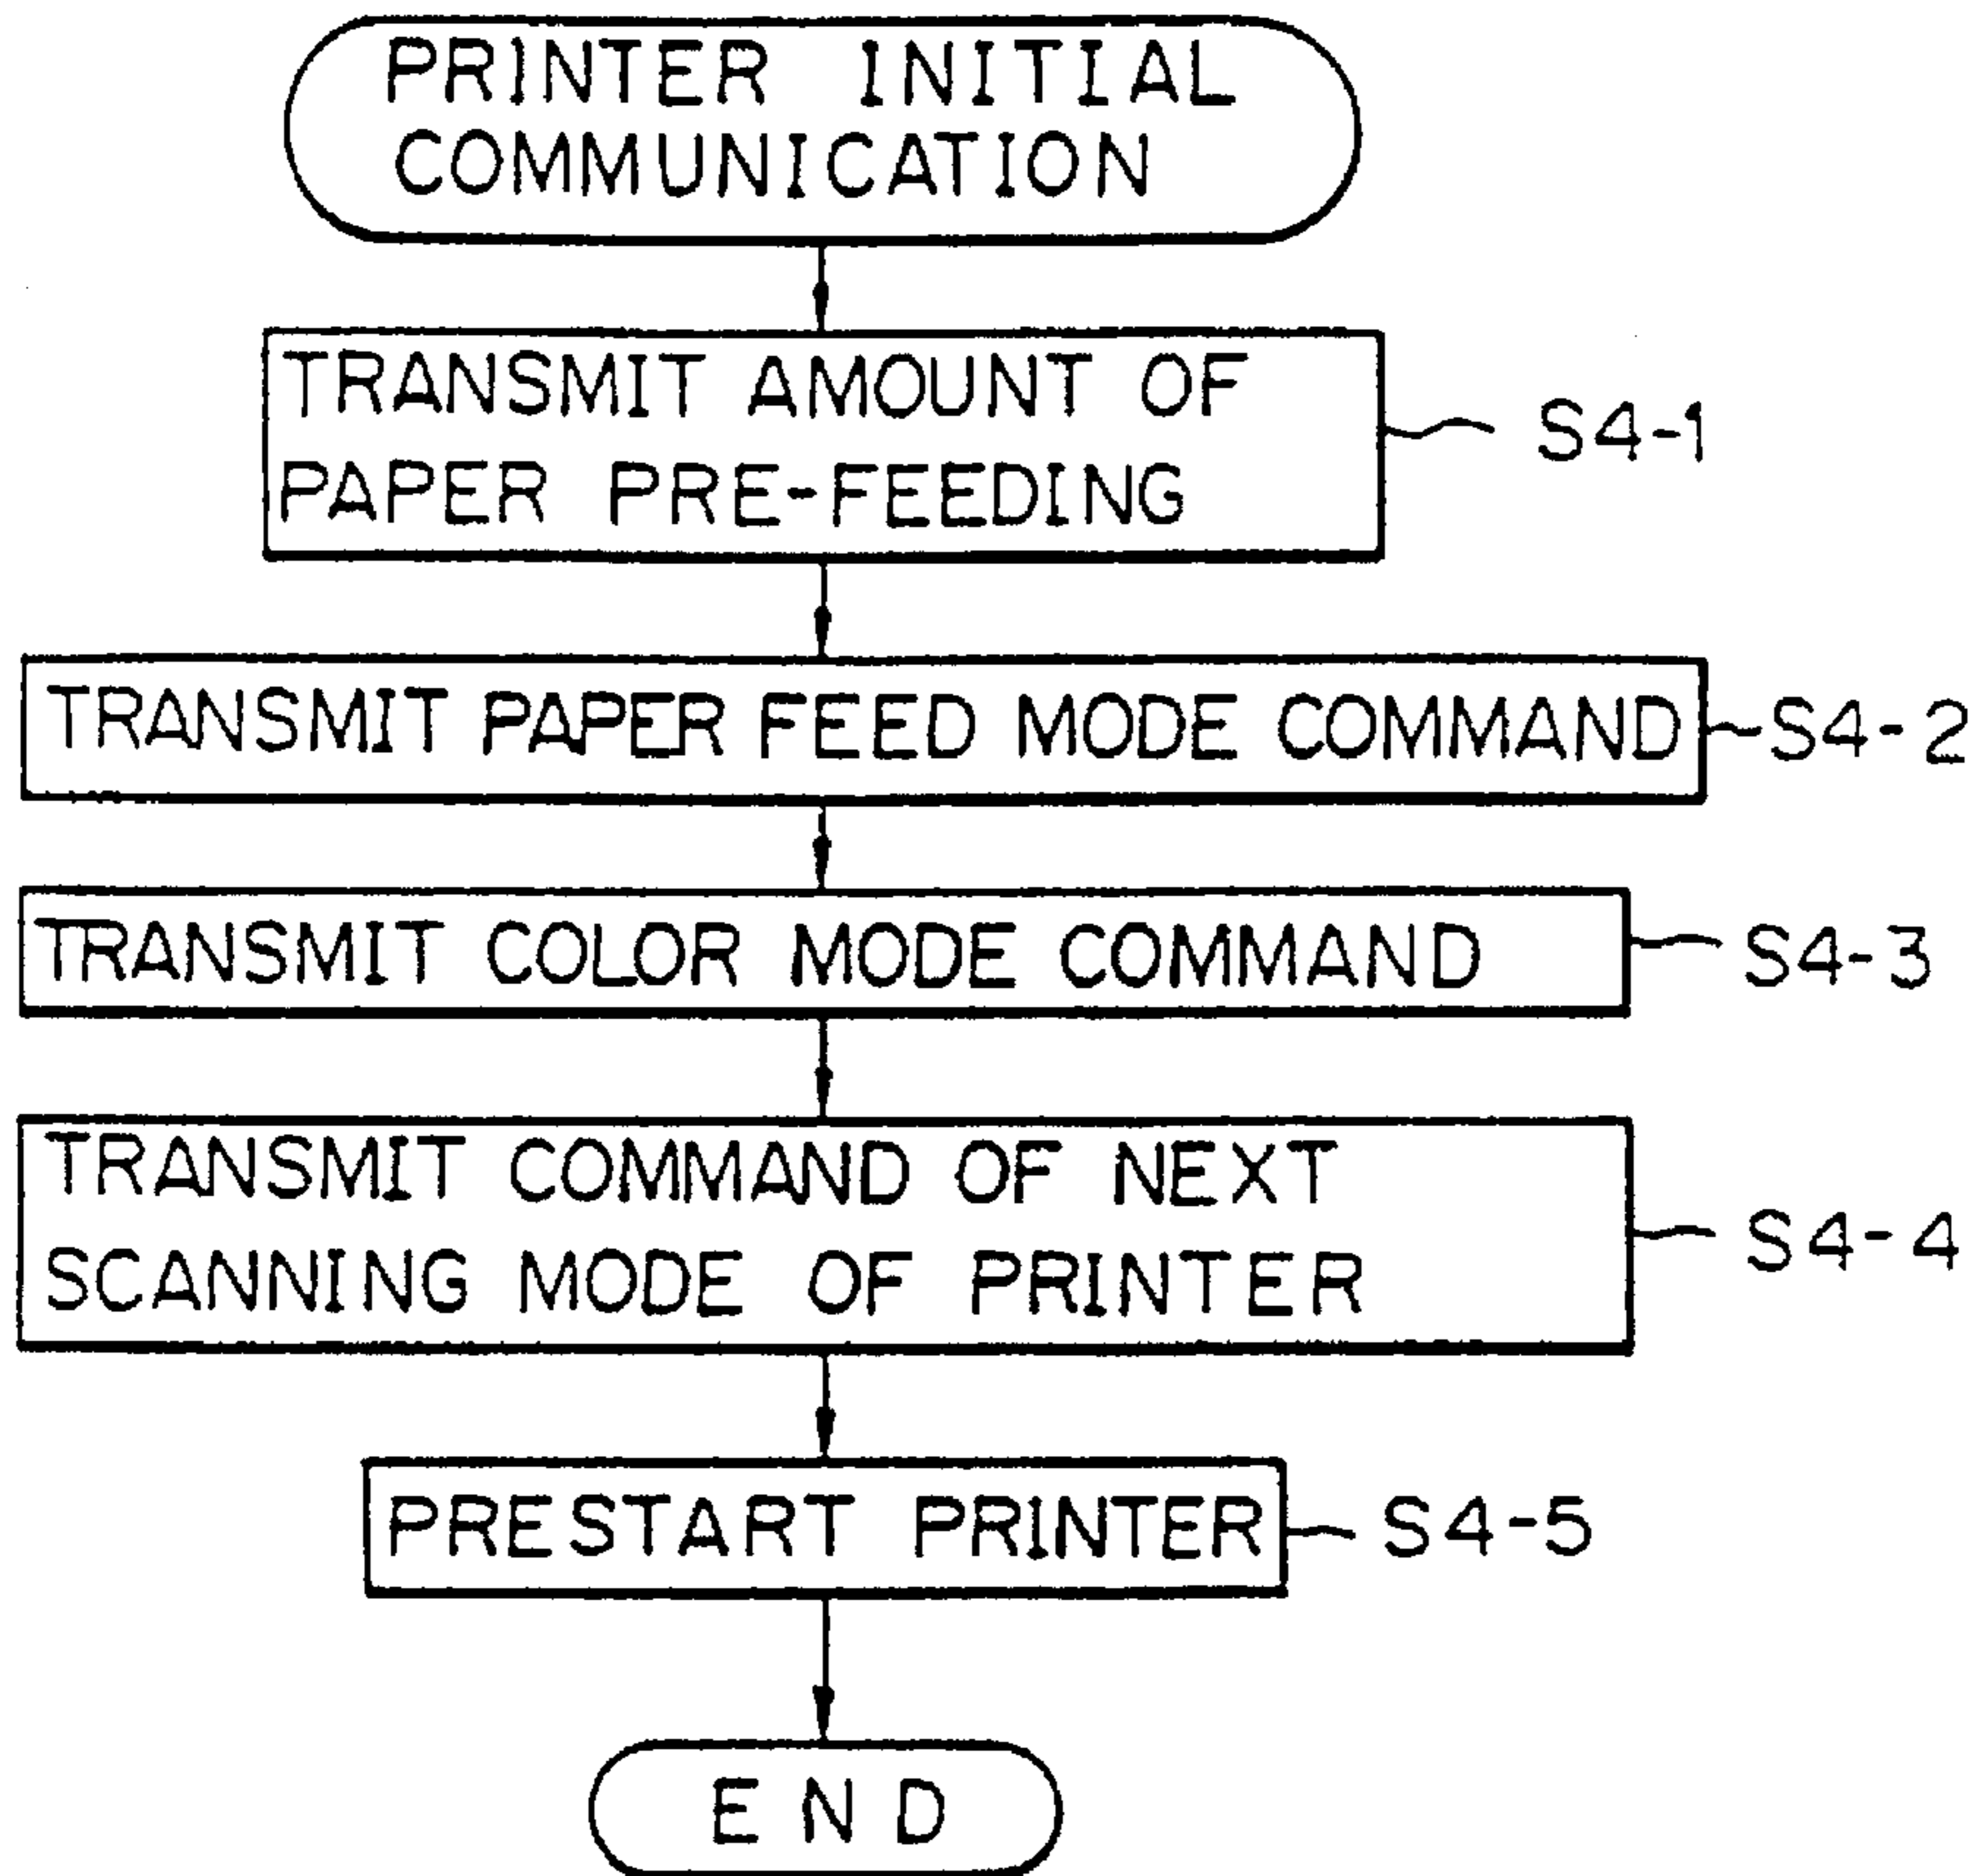 PRINTER INITIAL
COMMUNICATION
TRANSMIT AMOUNT OF
PAPER PRE-FEEDING
S4-1
TRANSMIT PAPER FEED MODE COMMAND
S4-2
TRANSMIT COLOR MODE COMMAND
S4-3
TRANSMIT COMMAND OF NEXT
SCANNING MODE OF PRINTER
S4-4
PRESTART PRINTER
S4-5
END